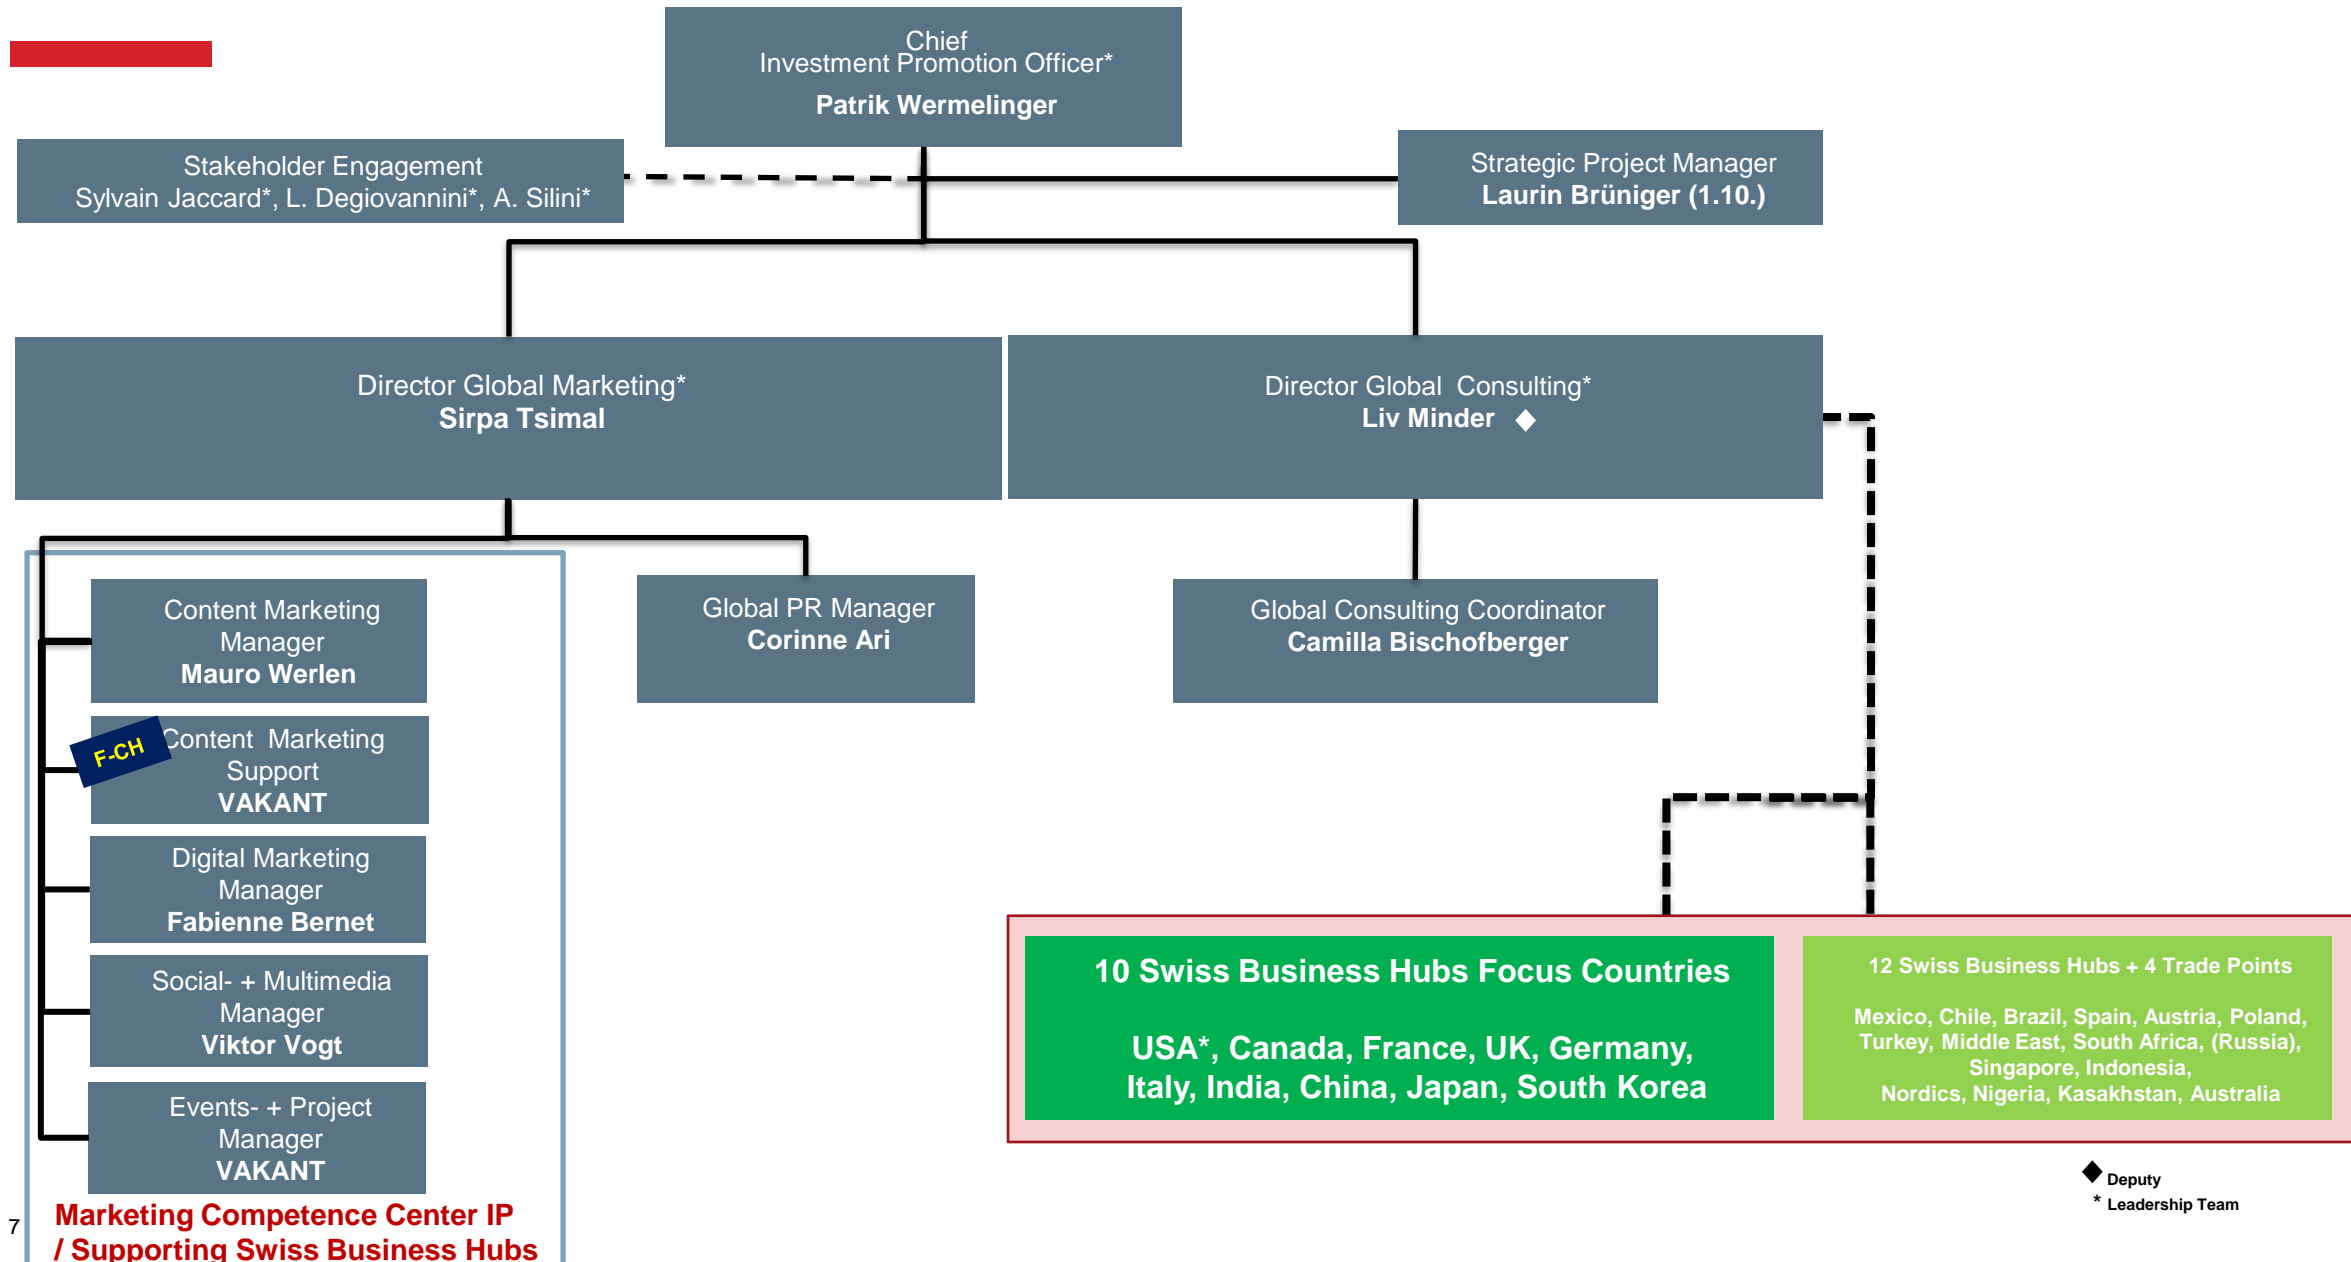 Chief
Investment Promotion Officer*
Patrik Wermelinger
Stakeholder Engagement
Sylvain Jaccard*, L. Degiovannini*, A. Silini*
Strategic Project Manager
Laurin Brüniger (1.10.)
Director Global Marketing*
Sirpa Tsimal
Director Global  Consulting*
Liv Minder ♦
Content Marketing
Manager
Mauro Werlen
Global PR Manager
Corinne Ari
Global Consulting Coordinator
Camilla Bischofberger
F-CH
Content  Marketing
Support
VAKANT
Digital Marketing
Manager
Fabienne Bernet
Social- + Multimedia
Manager
Viktor Vogt
Events- + Project
Manager
VAKANT
Marketing Competence Center IP
/ Supporting Swiss Business Hubs
10 Swiss Business Hubs Focus Countries
USA*, Canada, France, UK, Germany,
Italy, India, China, Japan, South Korea
12 Swiss Business Hubs + 4 Trade Points
Mexico, Chile, Brazil, Spain, Austria, Poland,
Turkey, Middle East, South Africa, (Russia),
Singapore, Indonesia,
Nordics, Nigeria, Kasakhstan, Australia
♦ Deputy
* Leadership Team
7